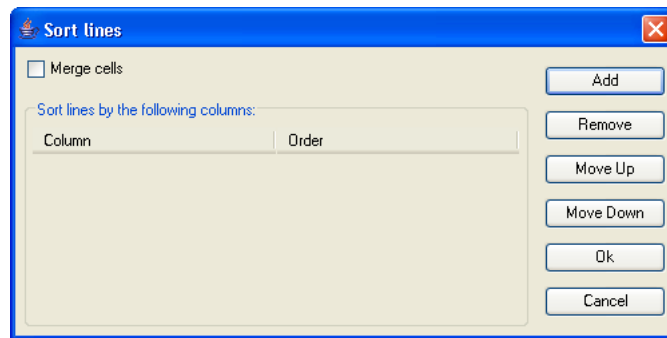 Sort lines
Merge cells
Sort lines by the following columns:
Column Order
Add
Remove
Move Up
Move Down
Ok
Cancel